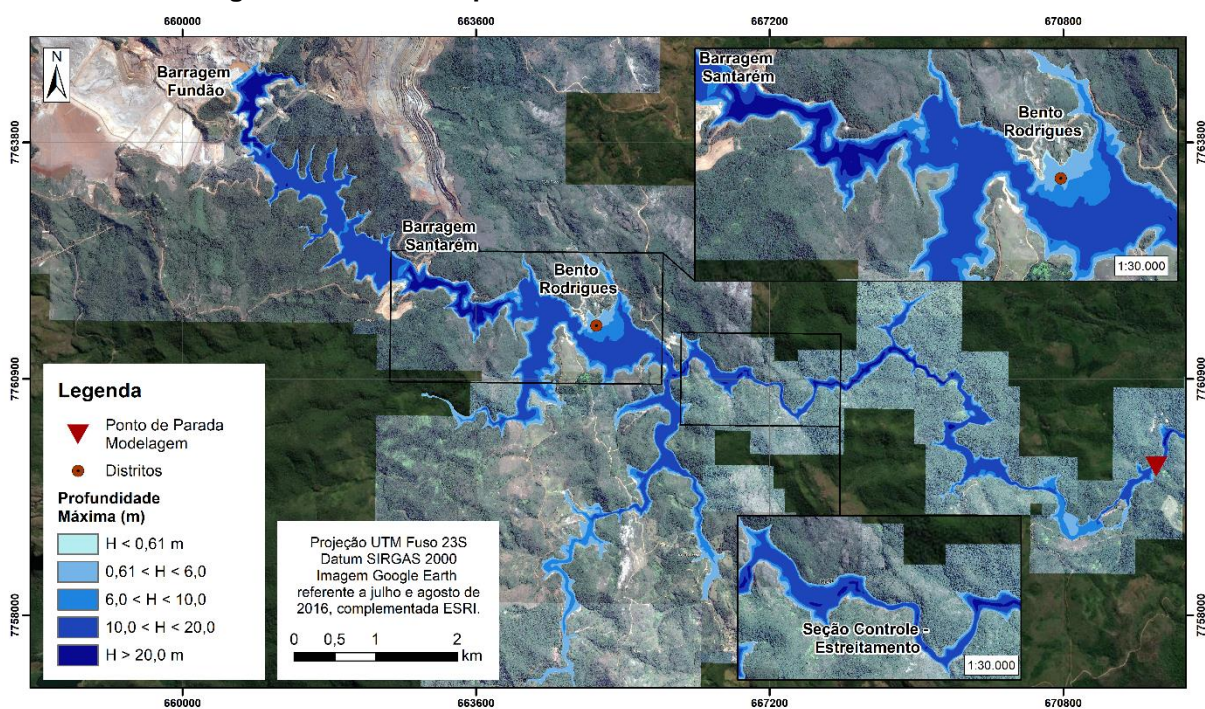 660000
663600
667200
670800
N
Barragem
Fundão
Barragem
Santarém
Bento
Rodrigues
1:30.000
7763800
7763800
Barragem
Santarém
Bento
Rodrigues
7760900
7760900
Legenda
Ponto de Parada
Modelagem
Distritos
Profundidade
Máxima (m)
H < 0,61 m
0,61 < H < 6,0
6,0 < H < 10,0
10,0 < H < 20,0
H > 20,0 m
Projeção UTM Fuso 23S
Datum SIRGAS 2000
Imagem Google Earth
referente a julho e agosto de
2016, complementada ESRI.
0 0,5 1 2
km
Seção Controle -
Estreitamento
1:30.000
7758000
7758000
660000
663600
667200
670800